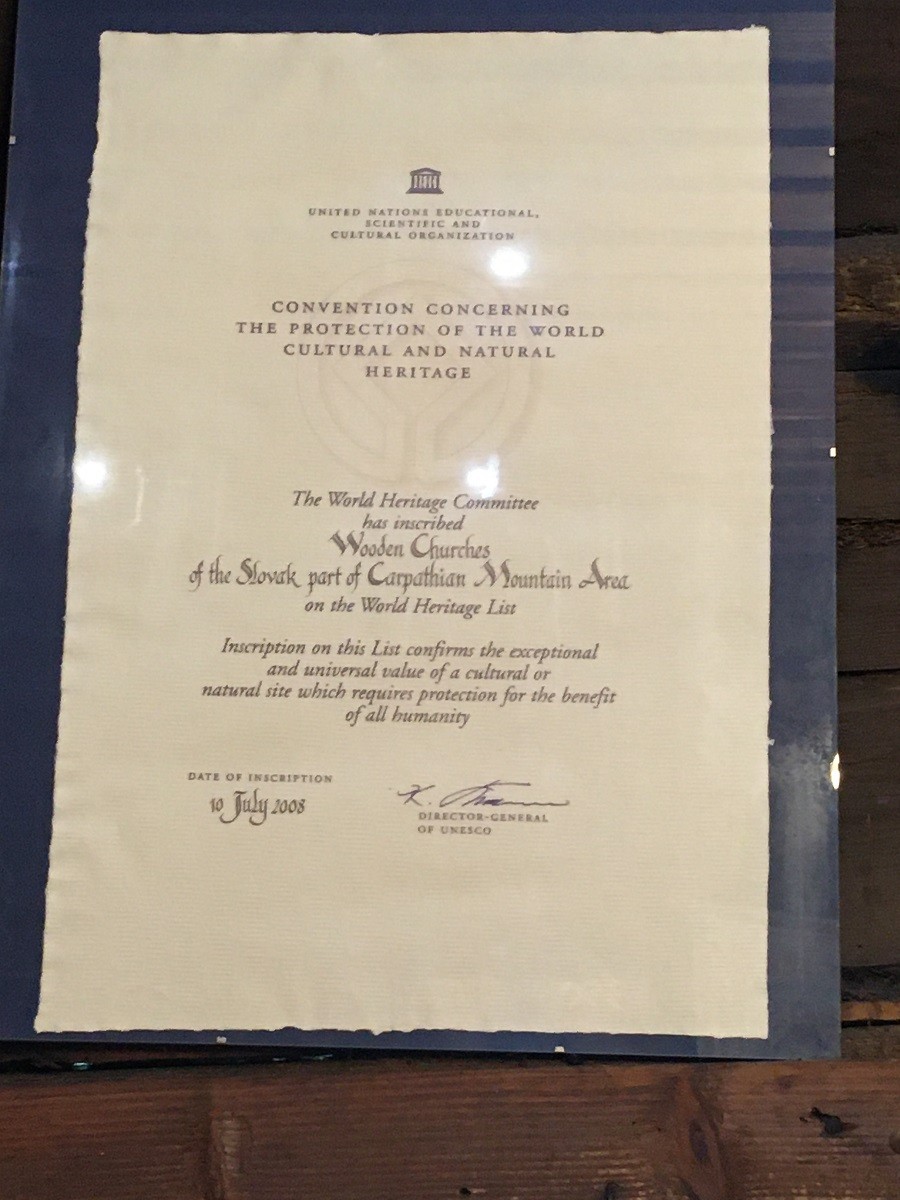 UNITED NATIONS EDUCATIONAL,
SCIENTIFIC AND
CULTURAL ORGANIZATION
CONVENTION CONCERNING
THE PROTECTION OF THE WORLD
CULTURAL AND NATURAL
HERITAGE
The World Heritage Committee
has inscribed
Wooden Churches
of the Slovak part of Carpathian Mountain Area
on the World Heritage List
Inscription on this List confirms the exceptional
and universal value of a cultural or
natural site which requires protection for the benefit
of all humanity
DATE OF INSCRIPTION
10 July 2008
DIRECTOR-GENERAL
OF UNESCO